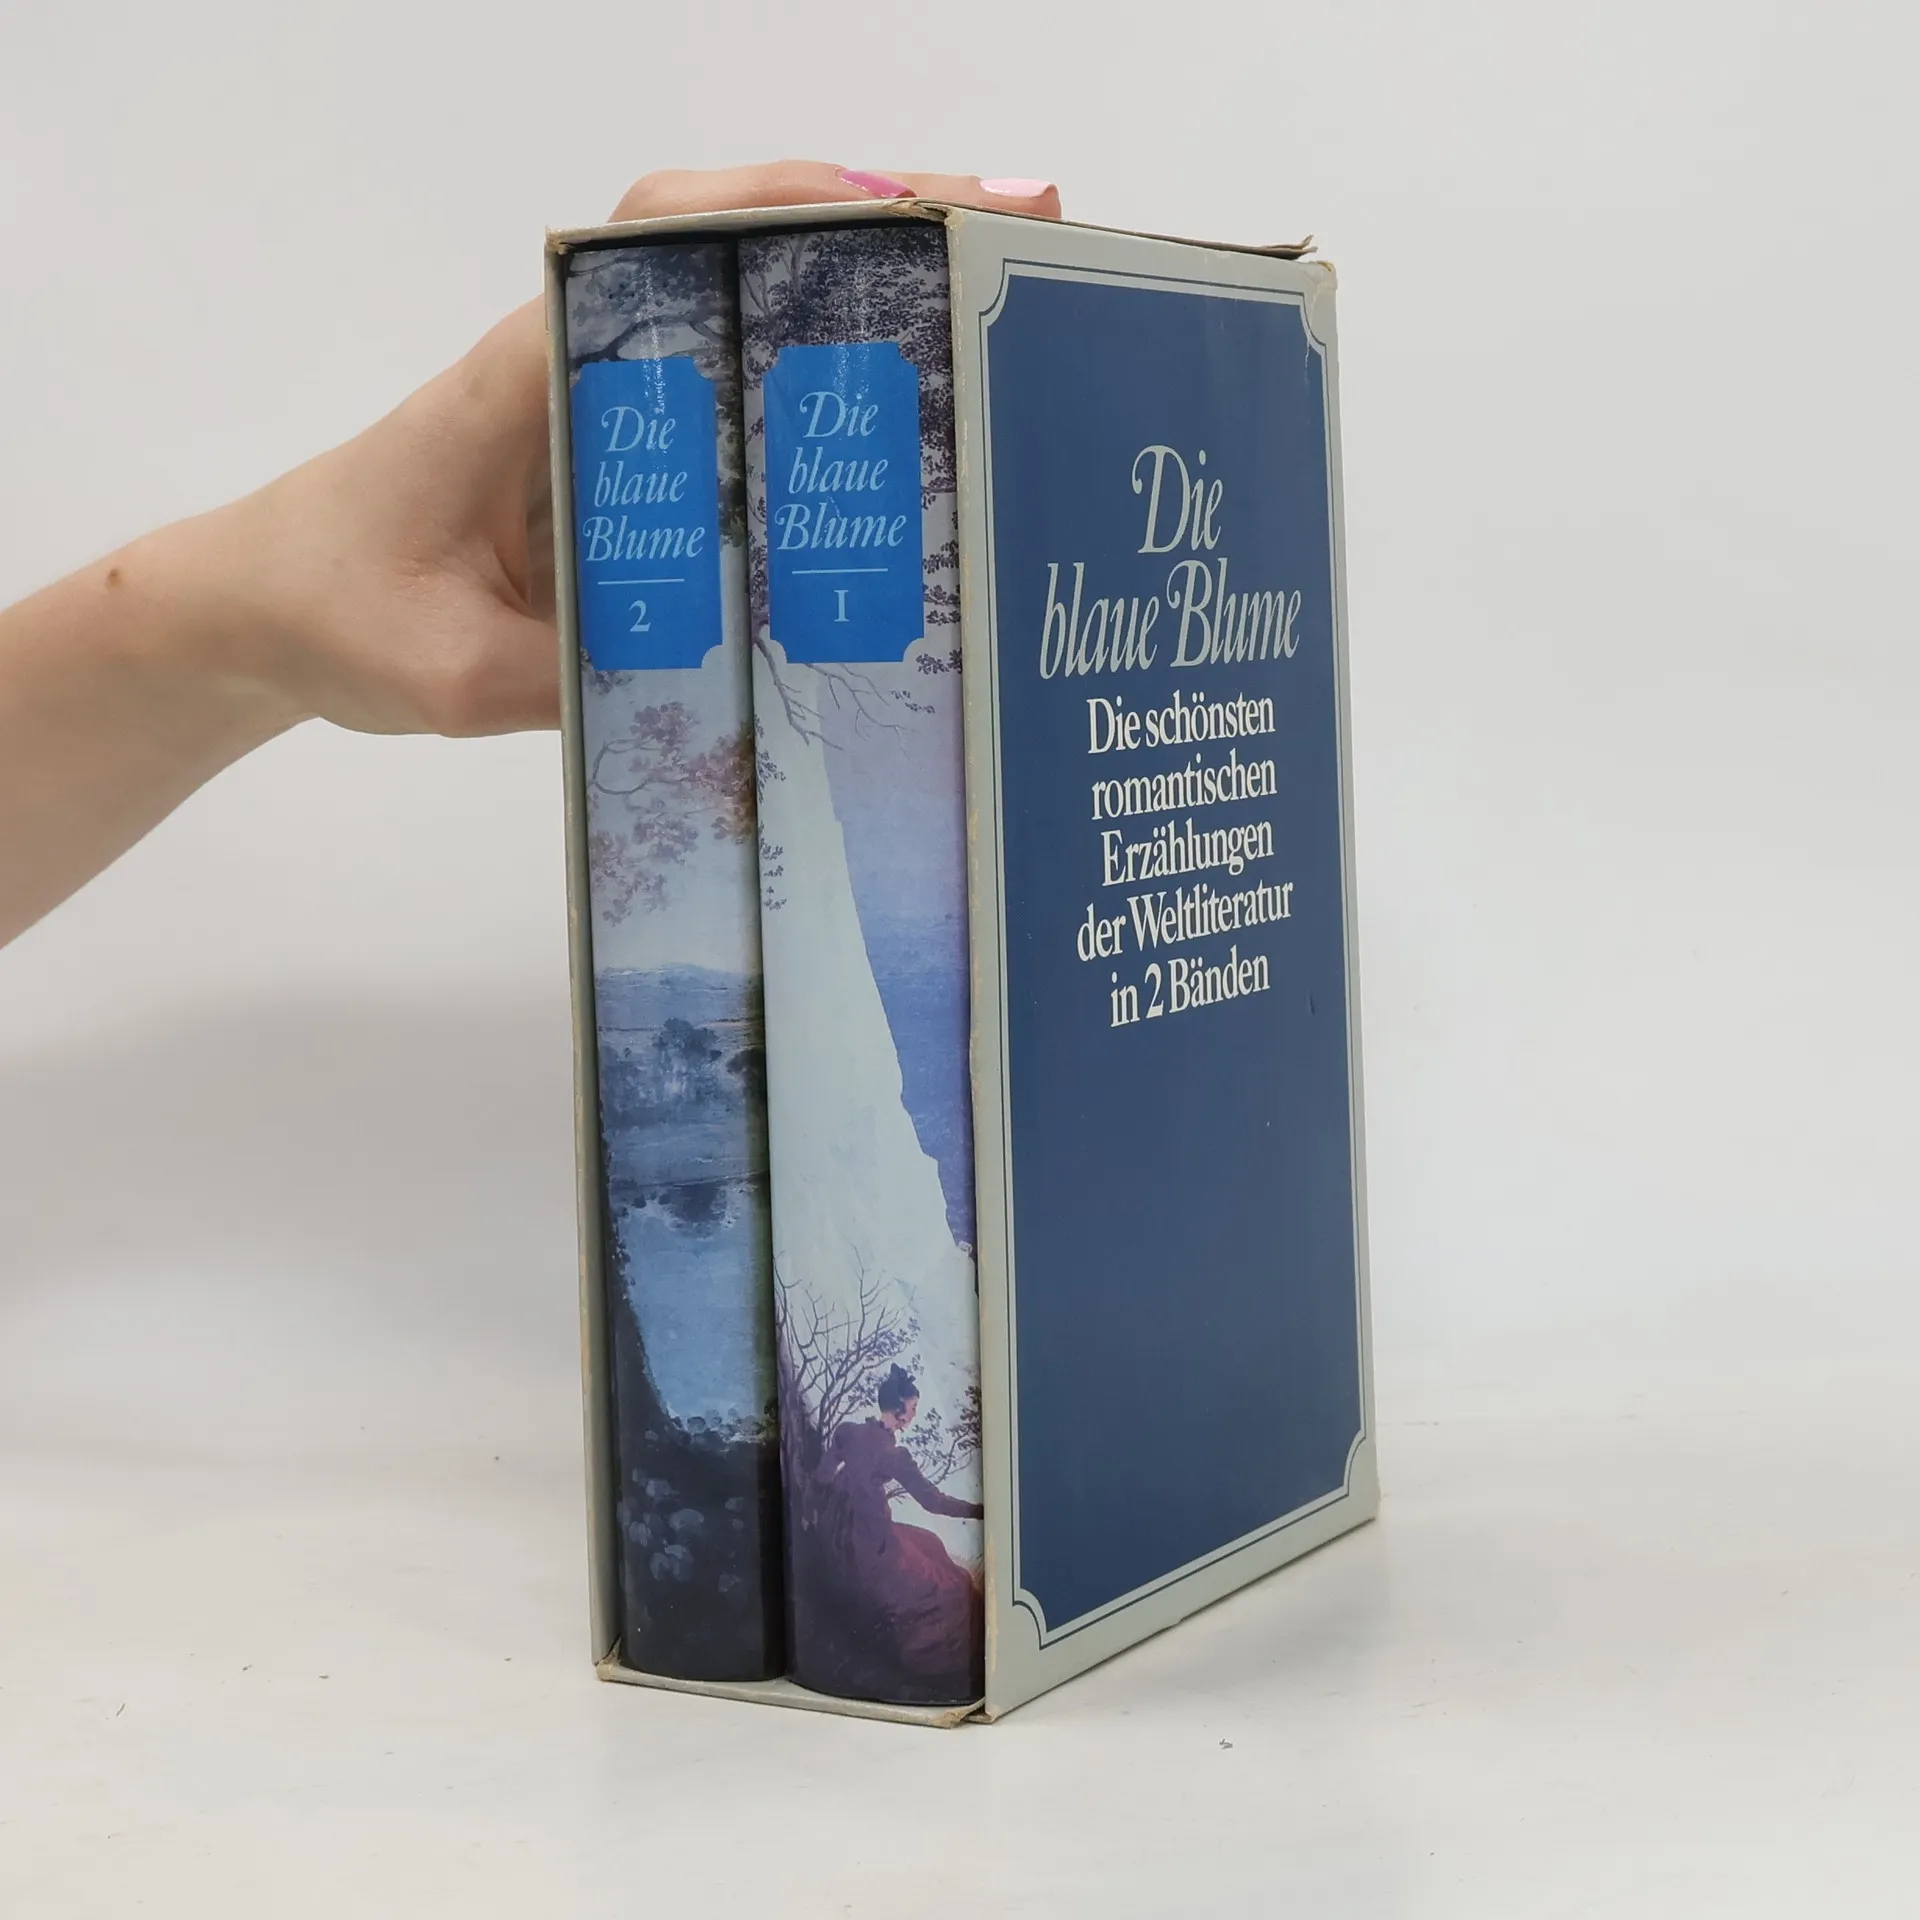 Die
blaue
Blume
2
Die
blaue
Blume
I
Die
blaue Blume
Die schönsten
romantischen
Erzählungen
der Weltliteratur
in 2 Bänden